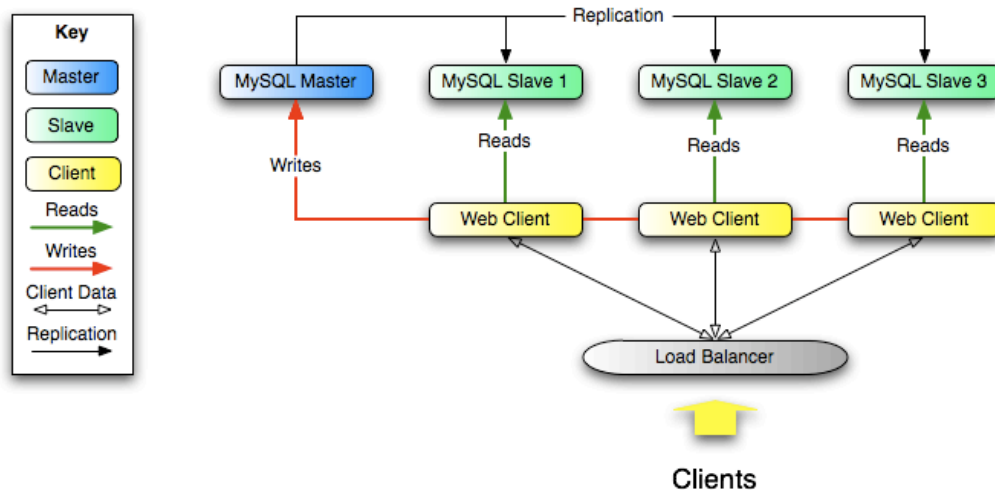 Key
Master
Slave
Client
Reads
Writes
Client Data
Replication
Replication
MySQL Master
MySQL Slave 1
MySQL Slave 2
MySQL Slave 3
Reads
Reads
Reads
Writes
Web Client
Web Client
Web Client
Load Balancer
Clients